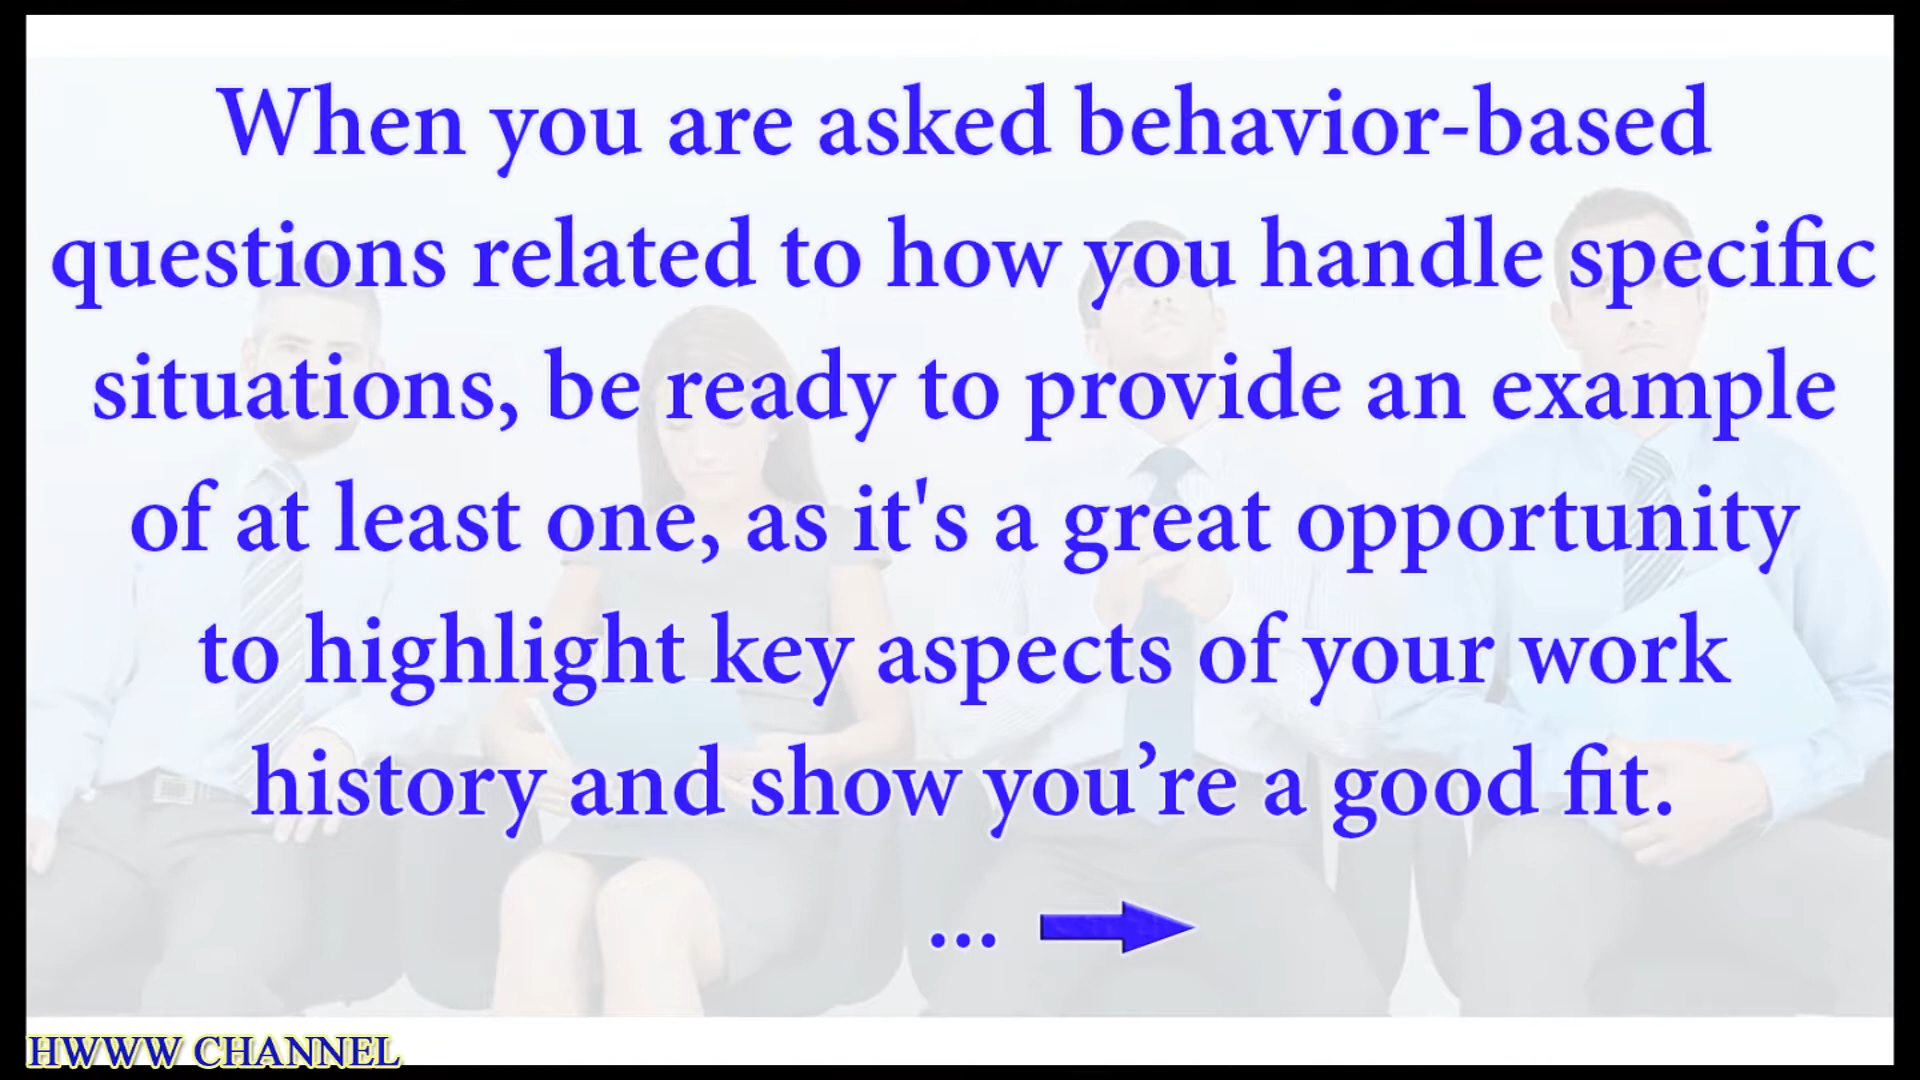 When you are asked behavior-based
questions related to how you handle specific
situations, be ready to provide an example
of at least one, as it's a great opportunity
to highlight key aspects of your work
history and show you’re a good fit.
...
HWWW CHANNEL